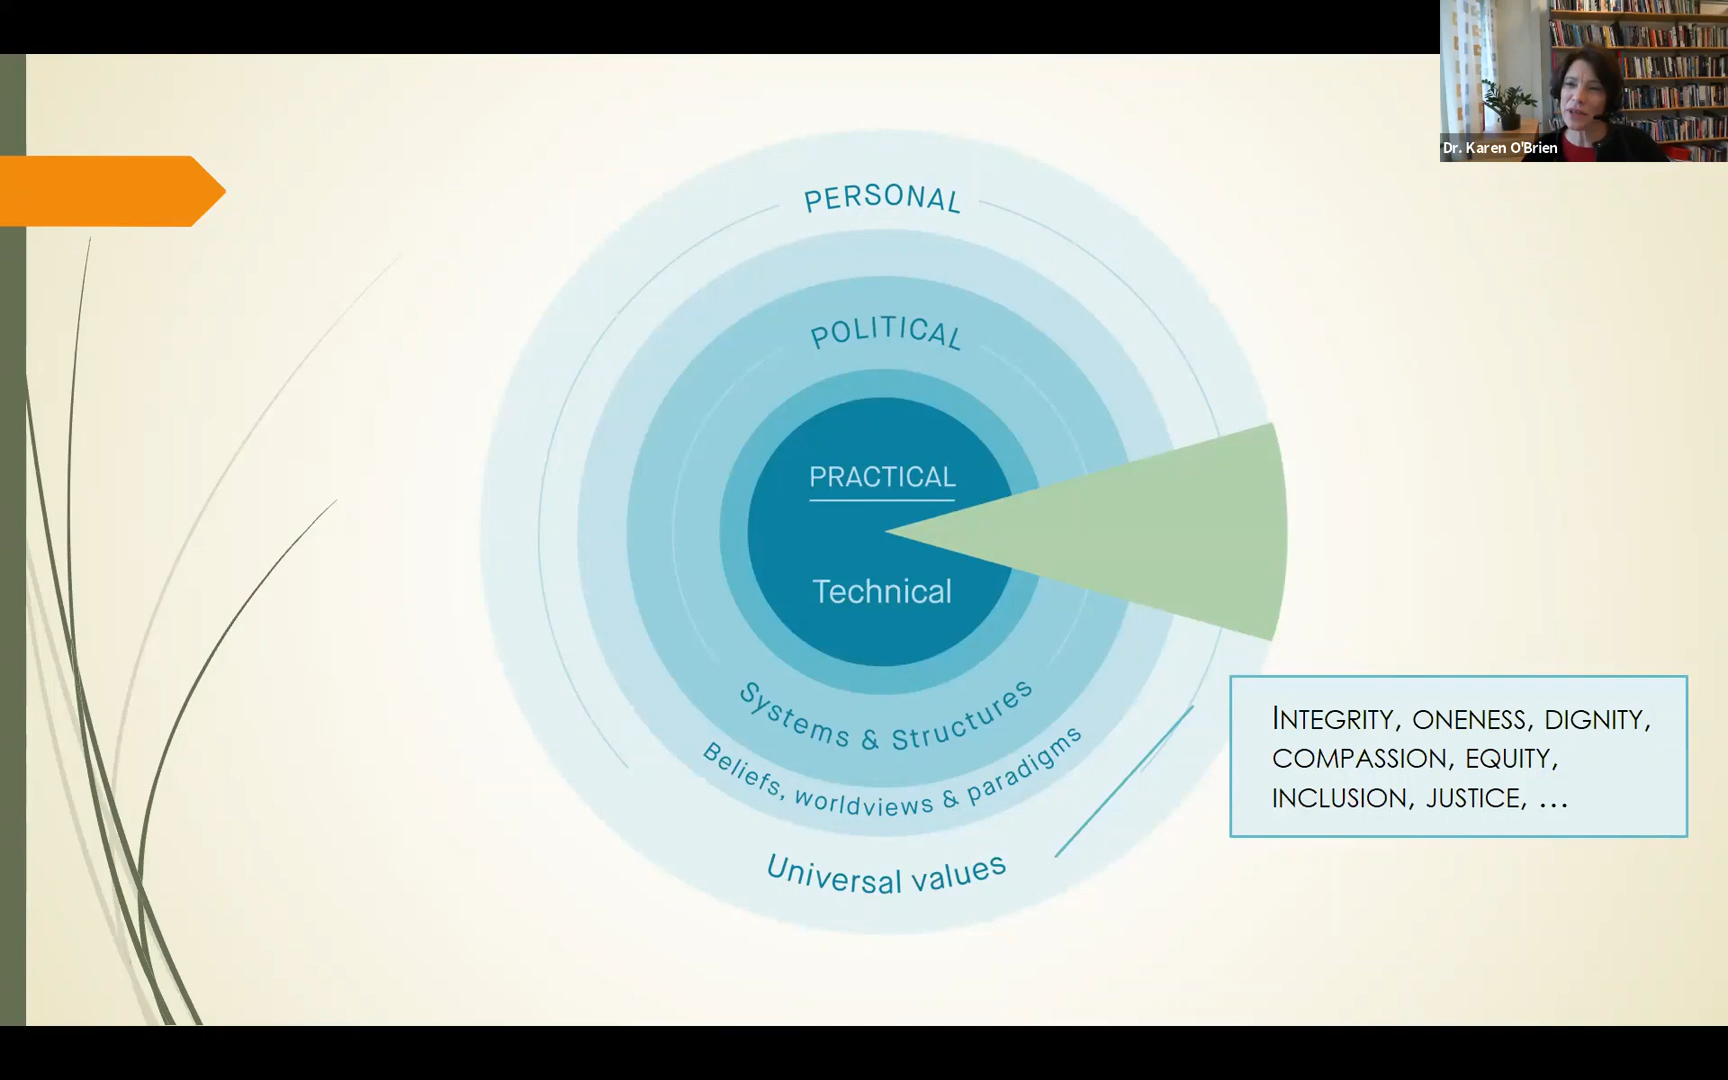 Dr. Karen O'Brien
PERSONAL
POLITICAL
PRACTICAL
Technical
Systems & Structures
Beliefs, worldviews & paradigms
Universal values
INTEGRITY, ONENESS, DIGNITY,
COMPASSION, EQUITY,
INCLUSION, JUSTICE, …